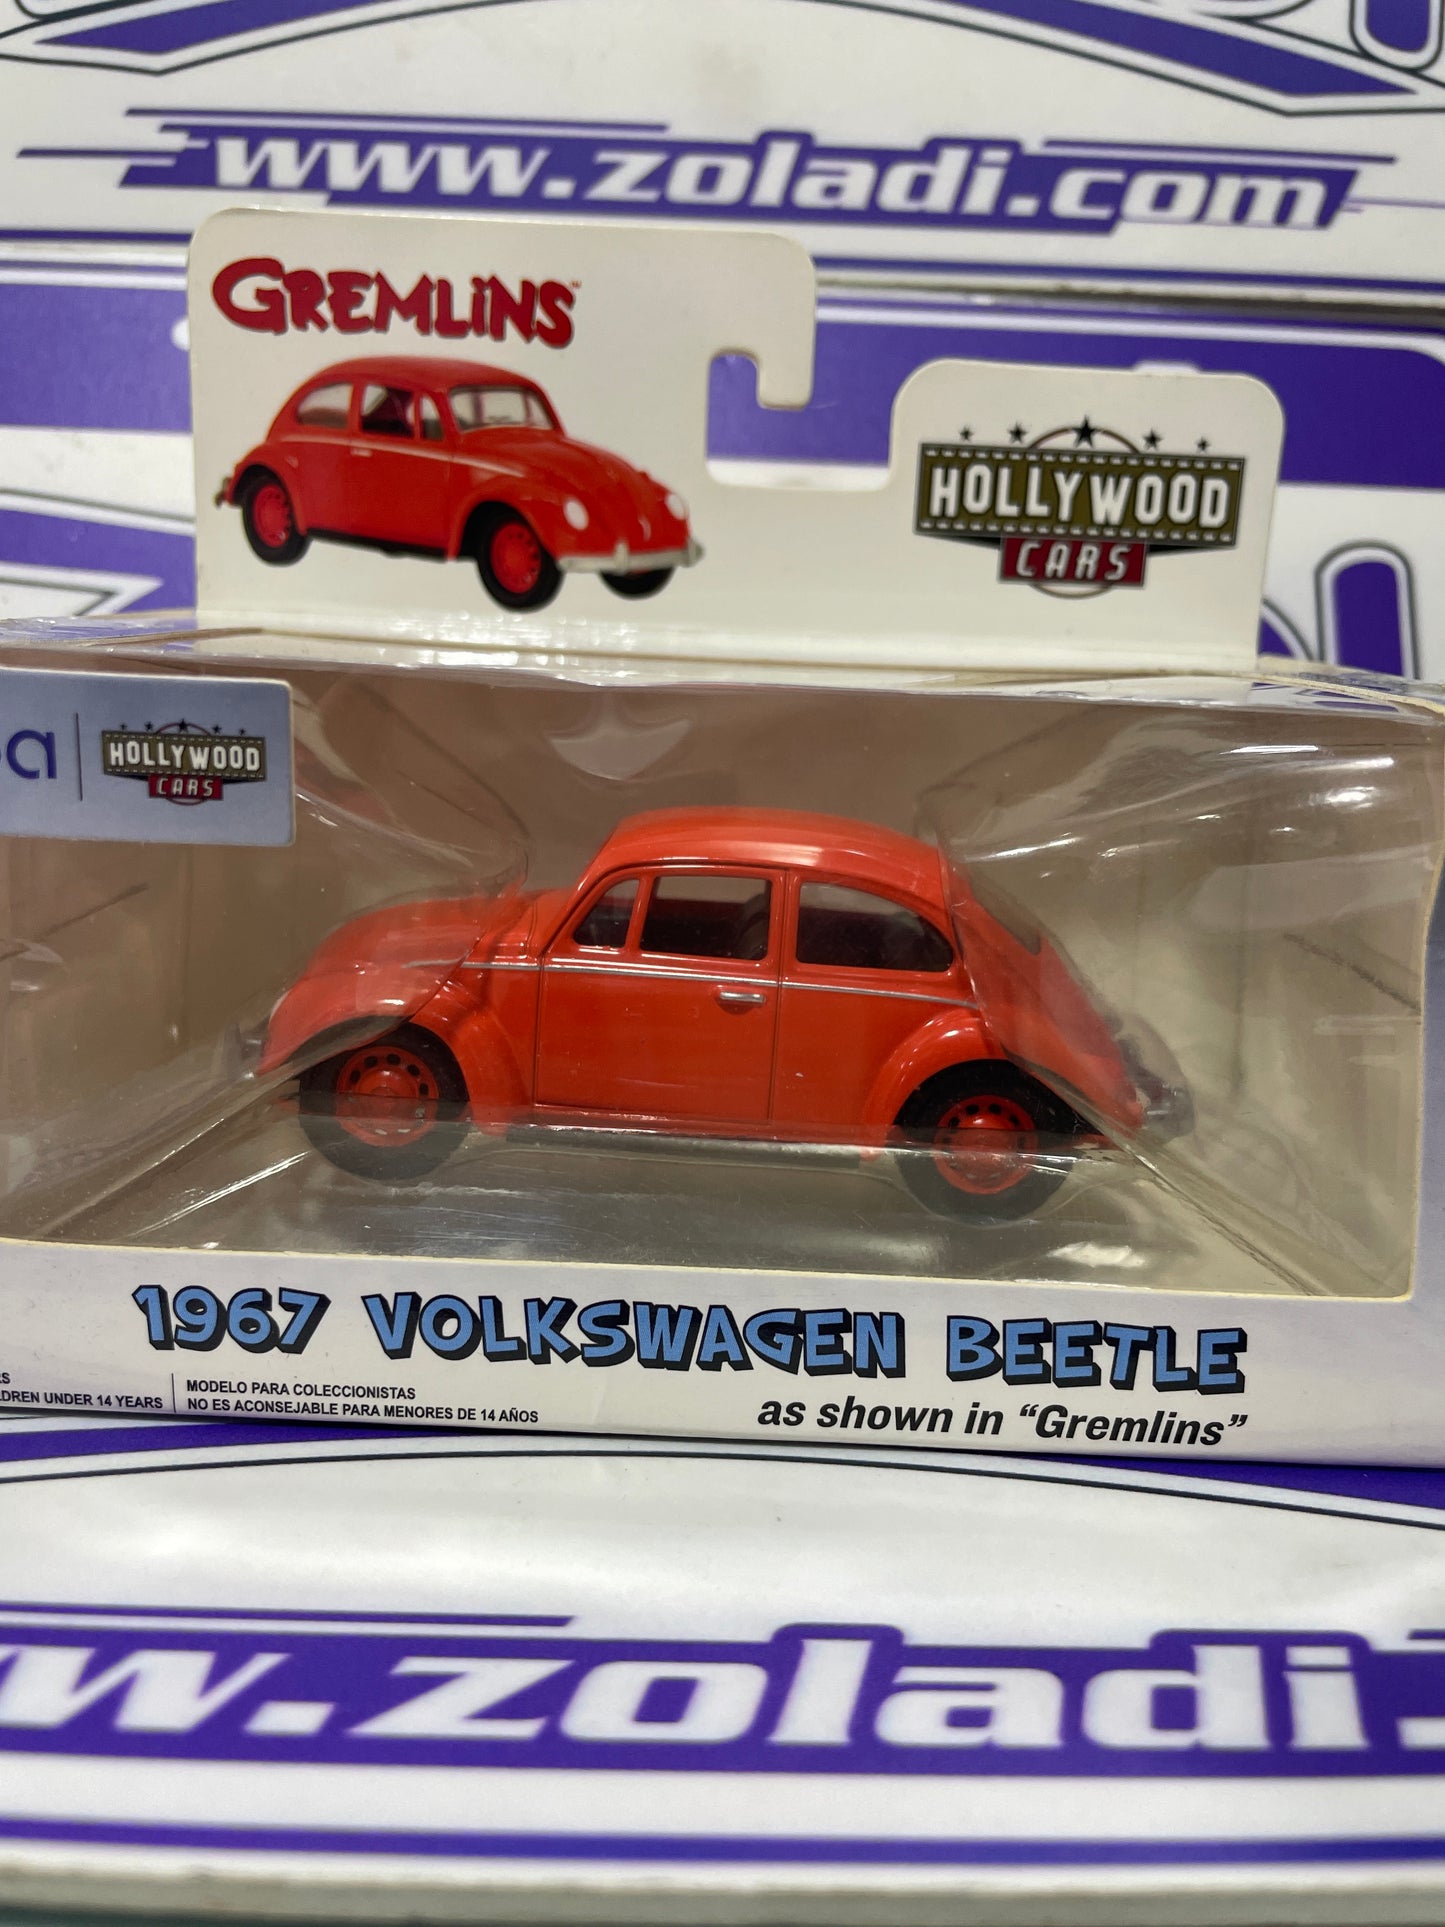 www.zoladi.com
GREMLiNS
HOLLYWOOD
CARS
HOLLYWOOD
CARS
1967 VOLKSWAGEN BEETLE
as shown in “Gremlins”
UNDER 14 YEARS
MODELO PARA COLECCIONISTAS
NO ES ACONSEJABLE PARA MENORES DE 14 AÑOS
w.zoladi.